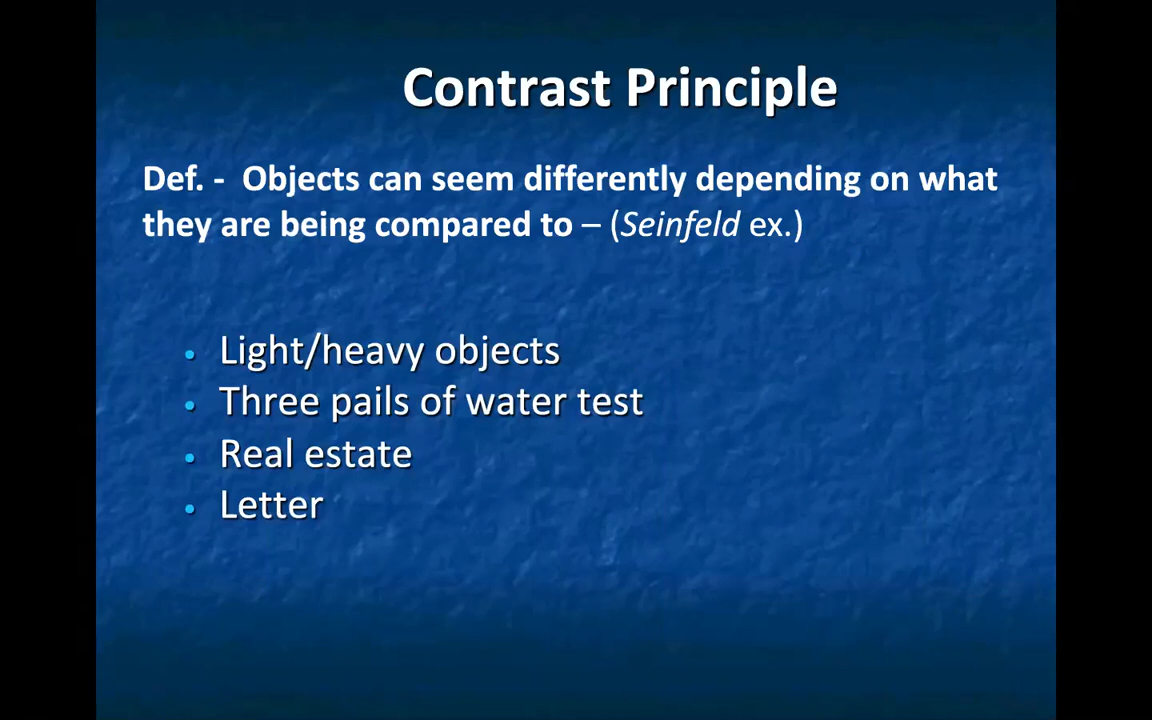 Contrast Principle
Def. -  Objects can seem differently depending on what
they are being compared to – (Seinfeld ex.)
• Light/heavy objects
• Three pails of water test
• Real estate
• Letter